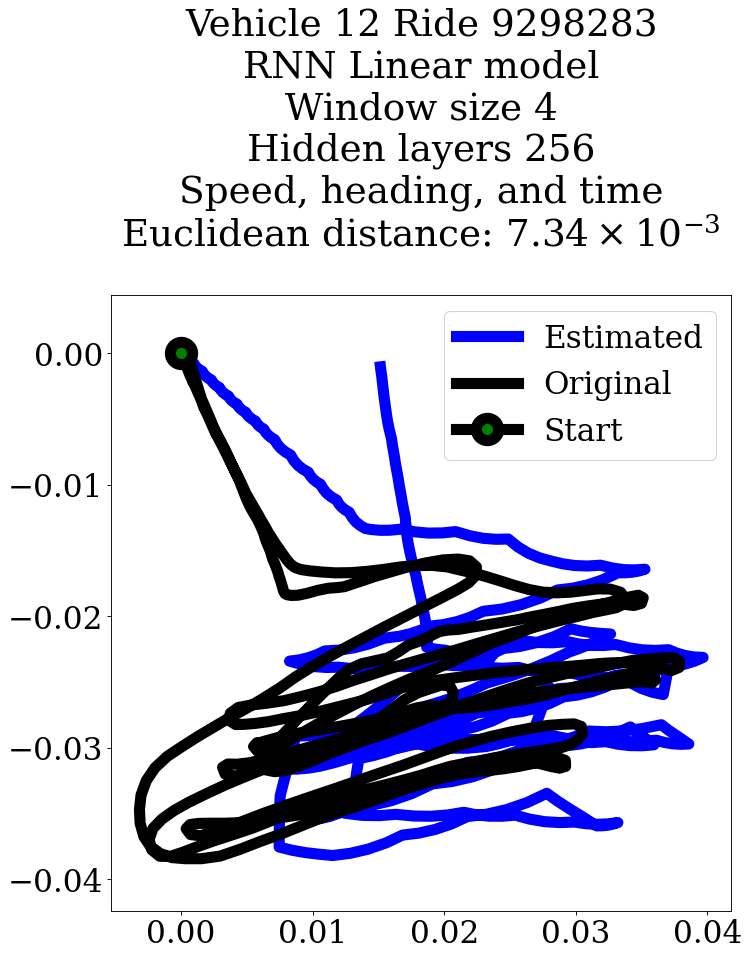 Vehicle 12 Ride 9298283
RNN Linear model
Window size 4
Hidden layers 256
Speed, heading, and time
Euclidean distance: 7.34 × 10⁻³
Estimated
Original
Start
0.00
−0.01
−0.02
−0.03
−0.04
0.00 0.01 0.02 0.03 0.04